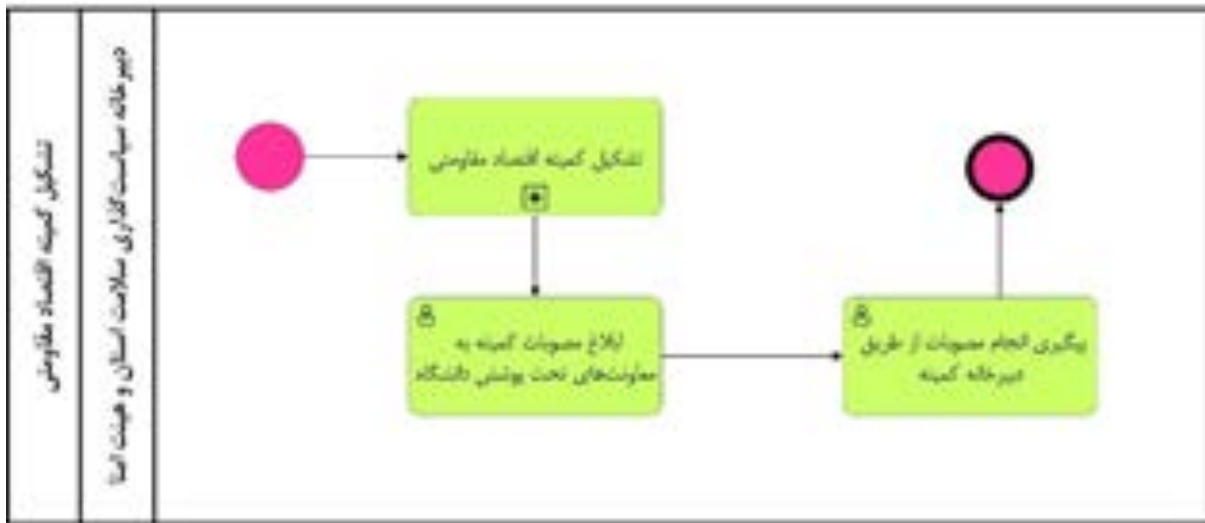 تشکیل کمیته اقتصاد مقاومتی
دبیرخانه سیاست‌گذاری سلامت استان و هیئت امنا
تشکیل کمیته اقتصاد مقاومتی
ابلاغ مصوبات کمیته به
معاونت‌های تحت پوشش دانشگاه
پیگیری انجام مصوبات از طریق
دبیرخانه کمیته